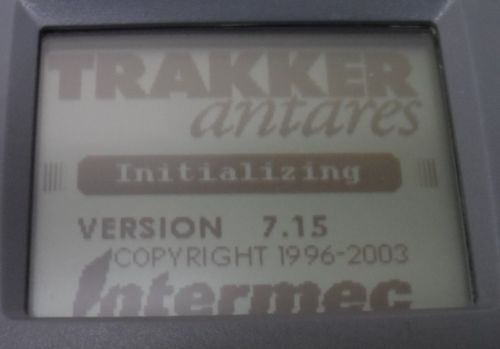 TRAKKER
antares
Initializing
VERSION 7.15
COPYRIGHT 1996-2003
Intermec